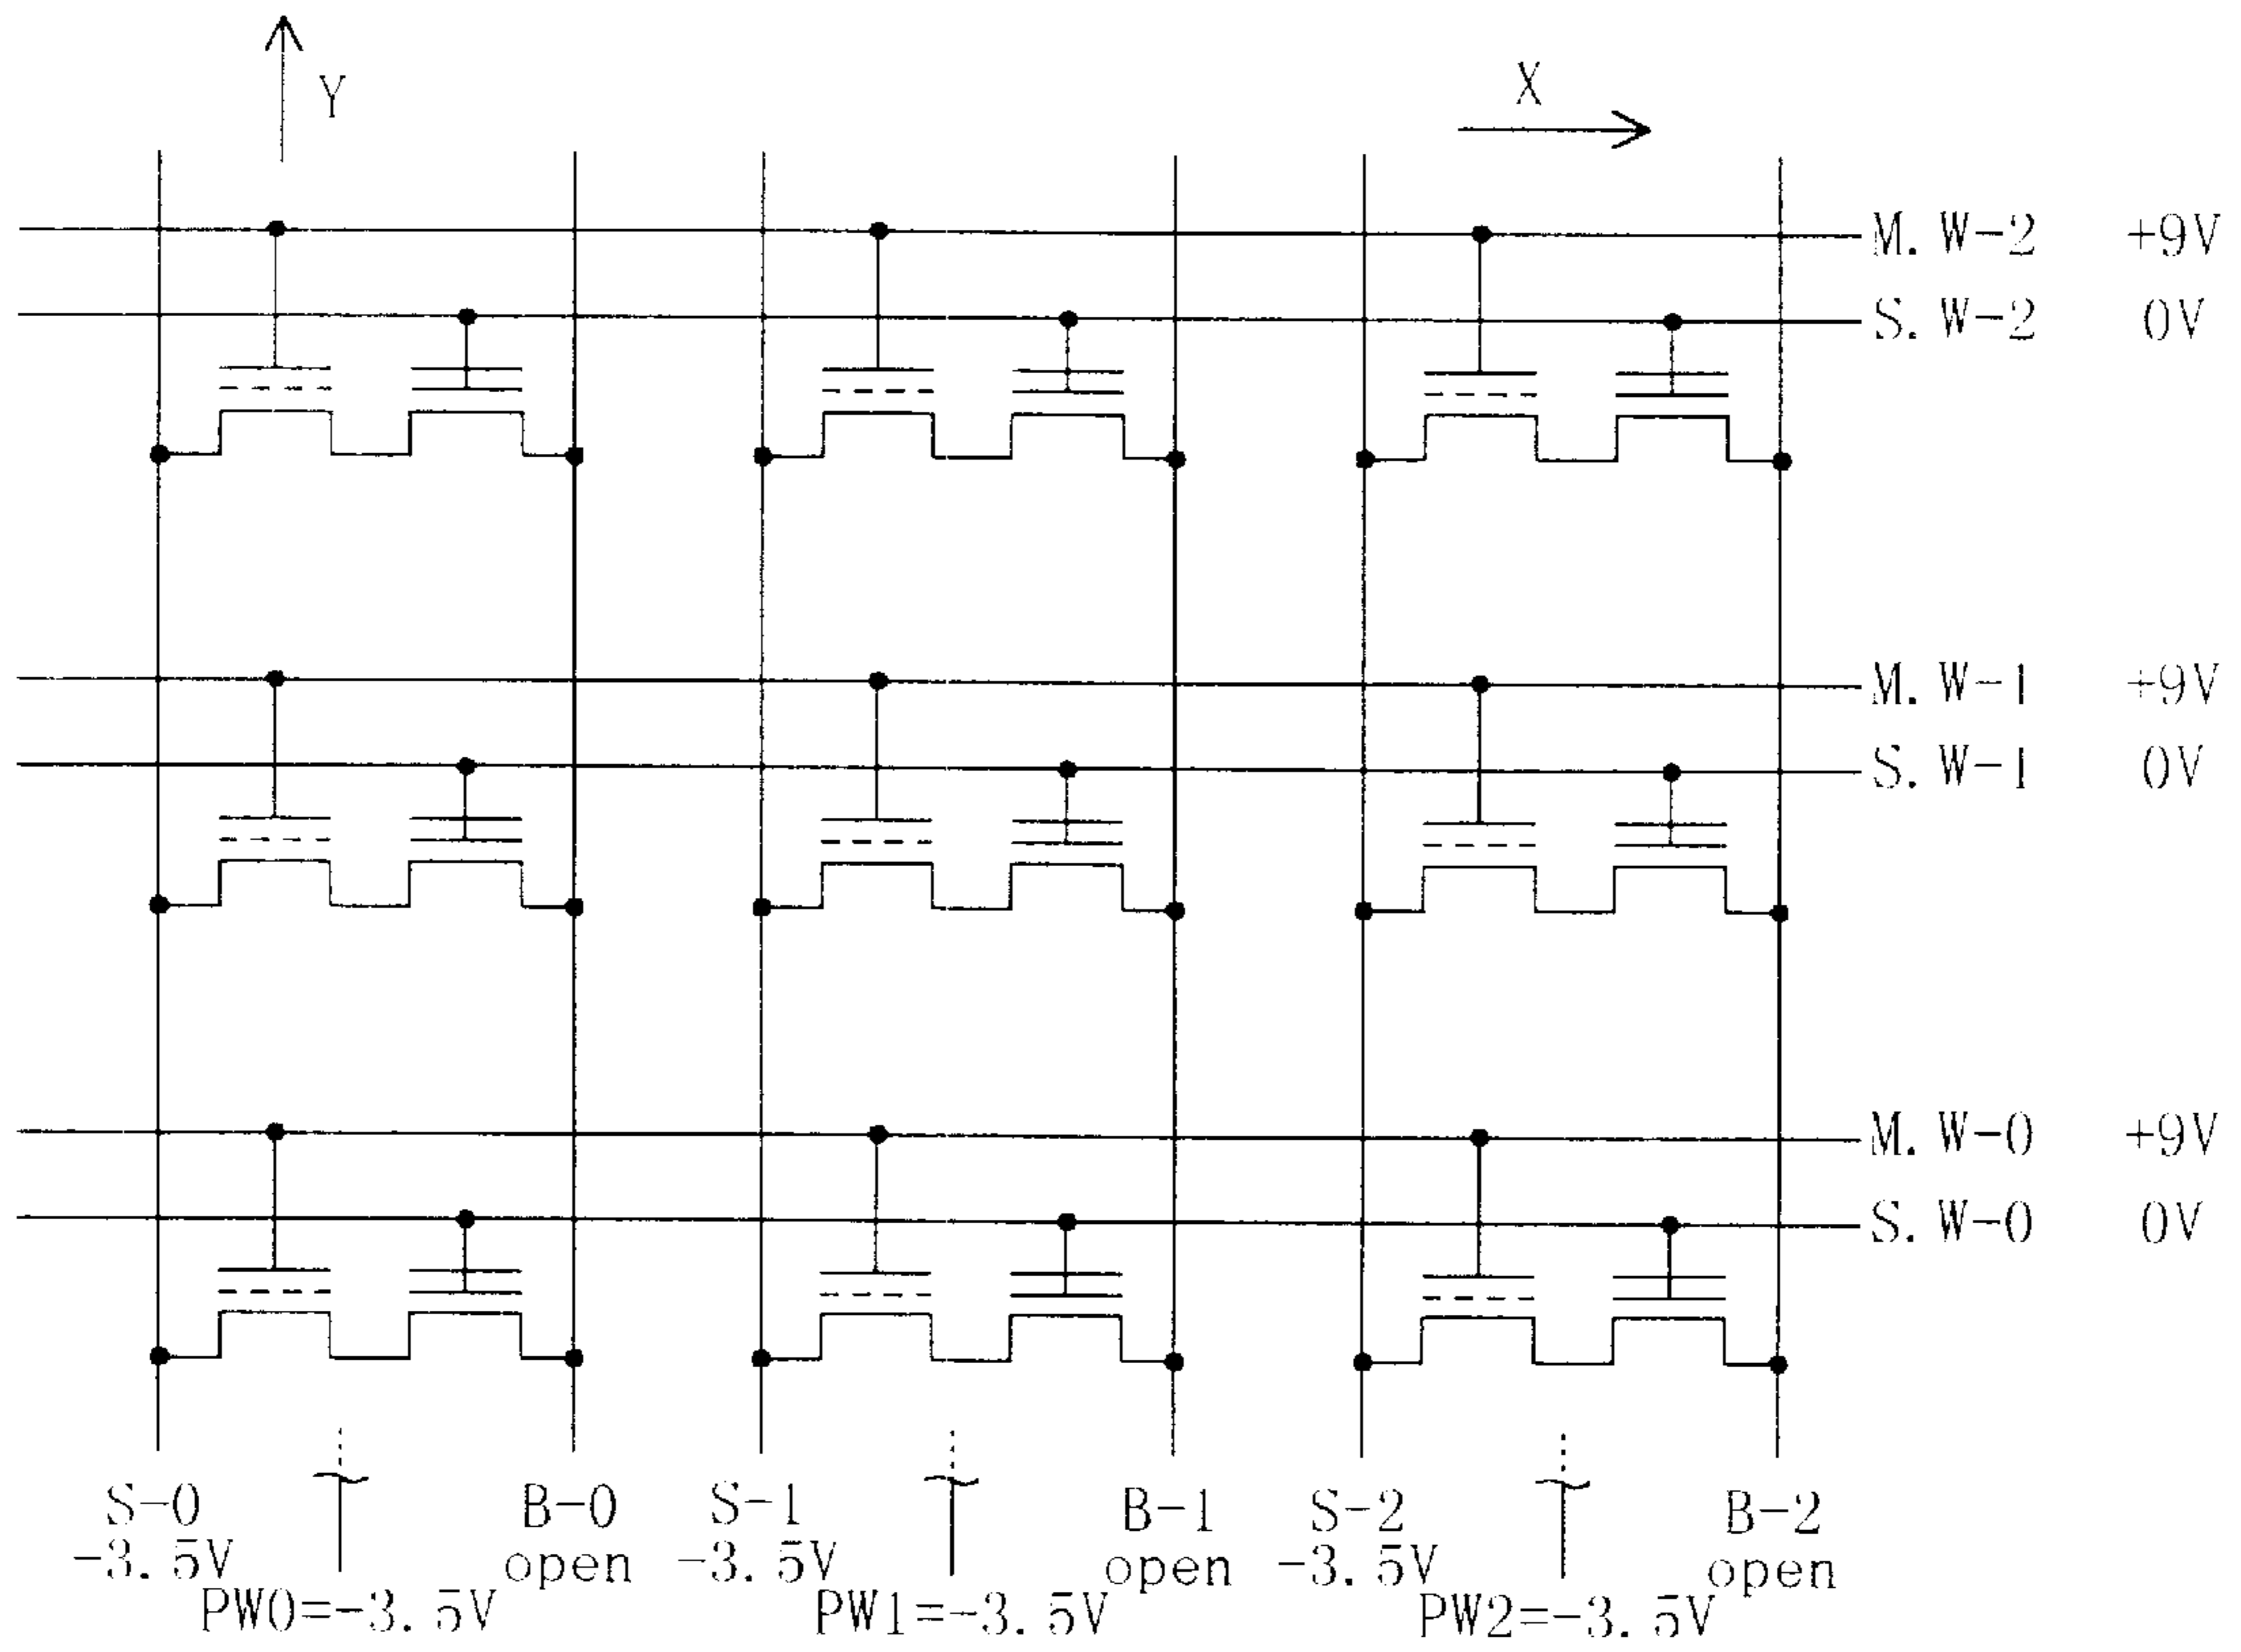 Y
X
M. W-2 +9V
S. W-2 0V
M. W-1 +9V
S. W-1 0V
M. W-0 +9V
S. W-0 0V
S-0 B-0 S-1 B-1 S-2 B-2
-3. 5V open -3. 5V open -3. 5V open
PW0=-3. 5V PW1=-3. 5V PW2=-3. 5V